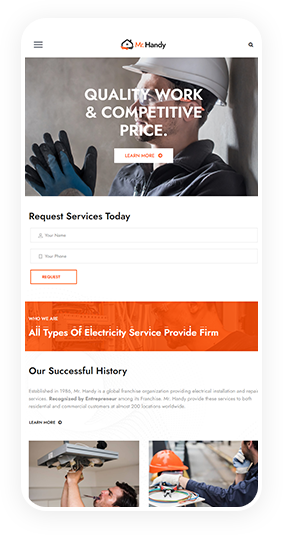 Mr. Handy
QUALITY WORK
& COMPETITIVE
PRICE.
LEARN MORE
Request Services Today
Your Name
Your Phone
REQUEST
WHO WE ARE
All Types Of Electricity Service Provide Firm
Our Successful History
Established in 1986, Mr. Handy is a global franchise organization providing electrical installation and repair
services. Recognized by Entrepreneur among its Franchise. Mr. Handy provide these services to both
residential and commercial customers at almost 200 locations worldwide.
LEARN MORE